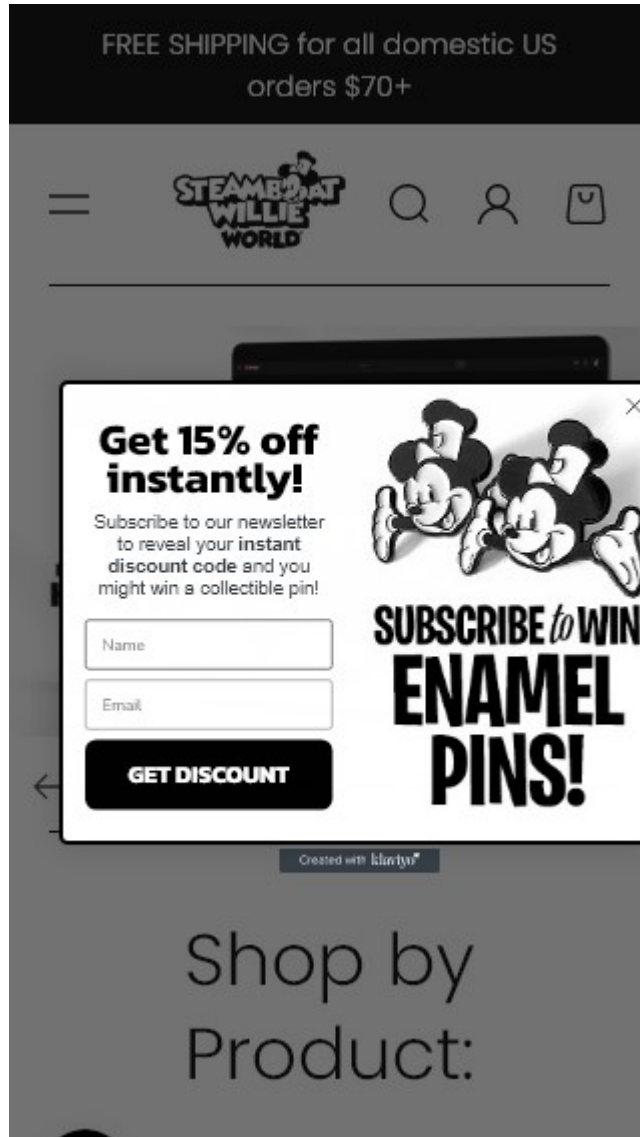 FREE SHIPPING for all domestic US
orders $70+
STEAMBOAT
WILLIE
WORLD
Get 15% off
instantly!
Subscribe to our newsletter
to reveal your instant
discount code and you
might win a collectible pin!
Name
Email
GET DISCOUNT
SUBSCRIBE to WIN
ENAMEL
PINS!
Created with klaviyo
Shop by
Product: